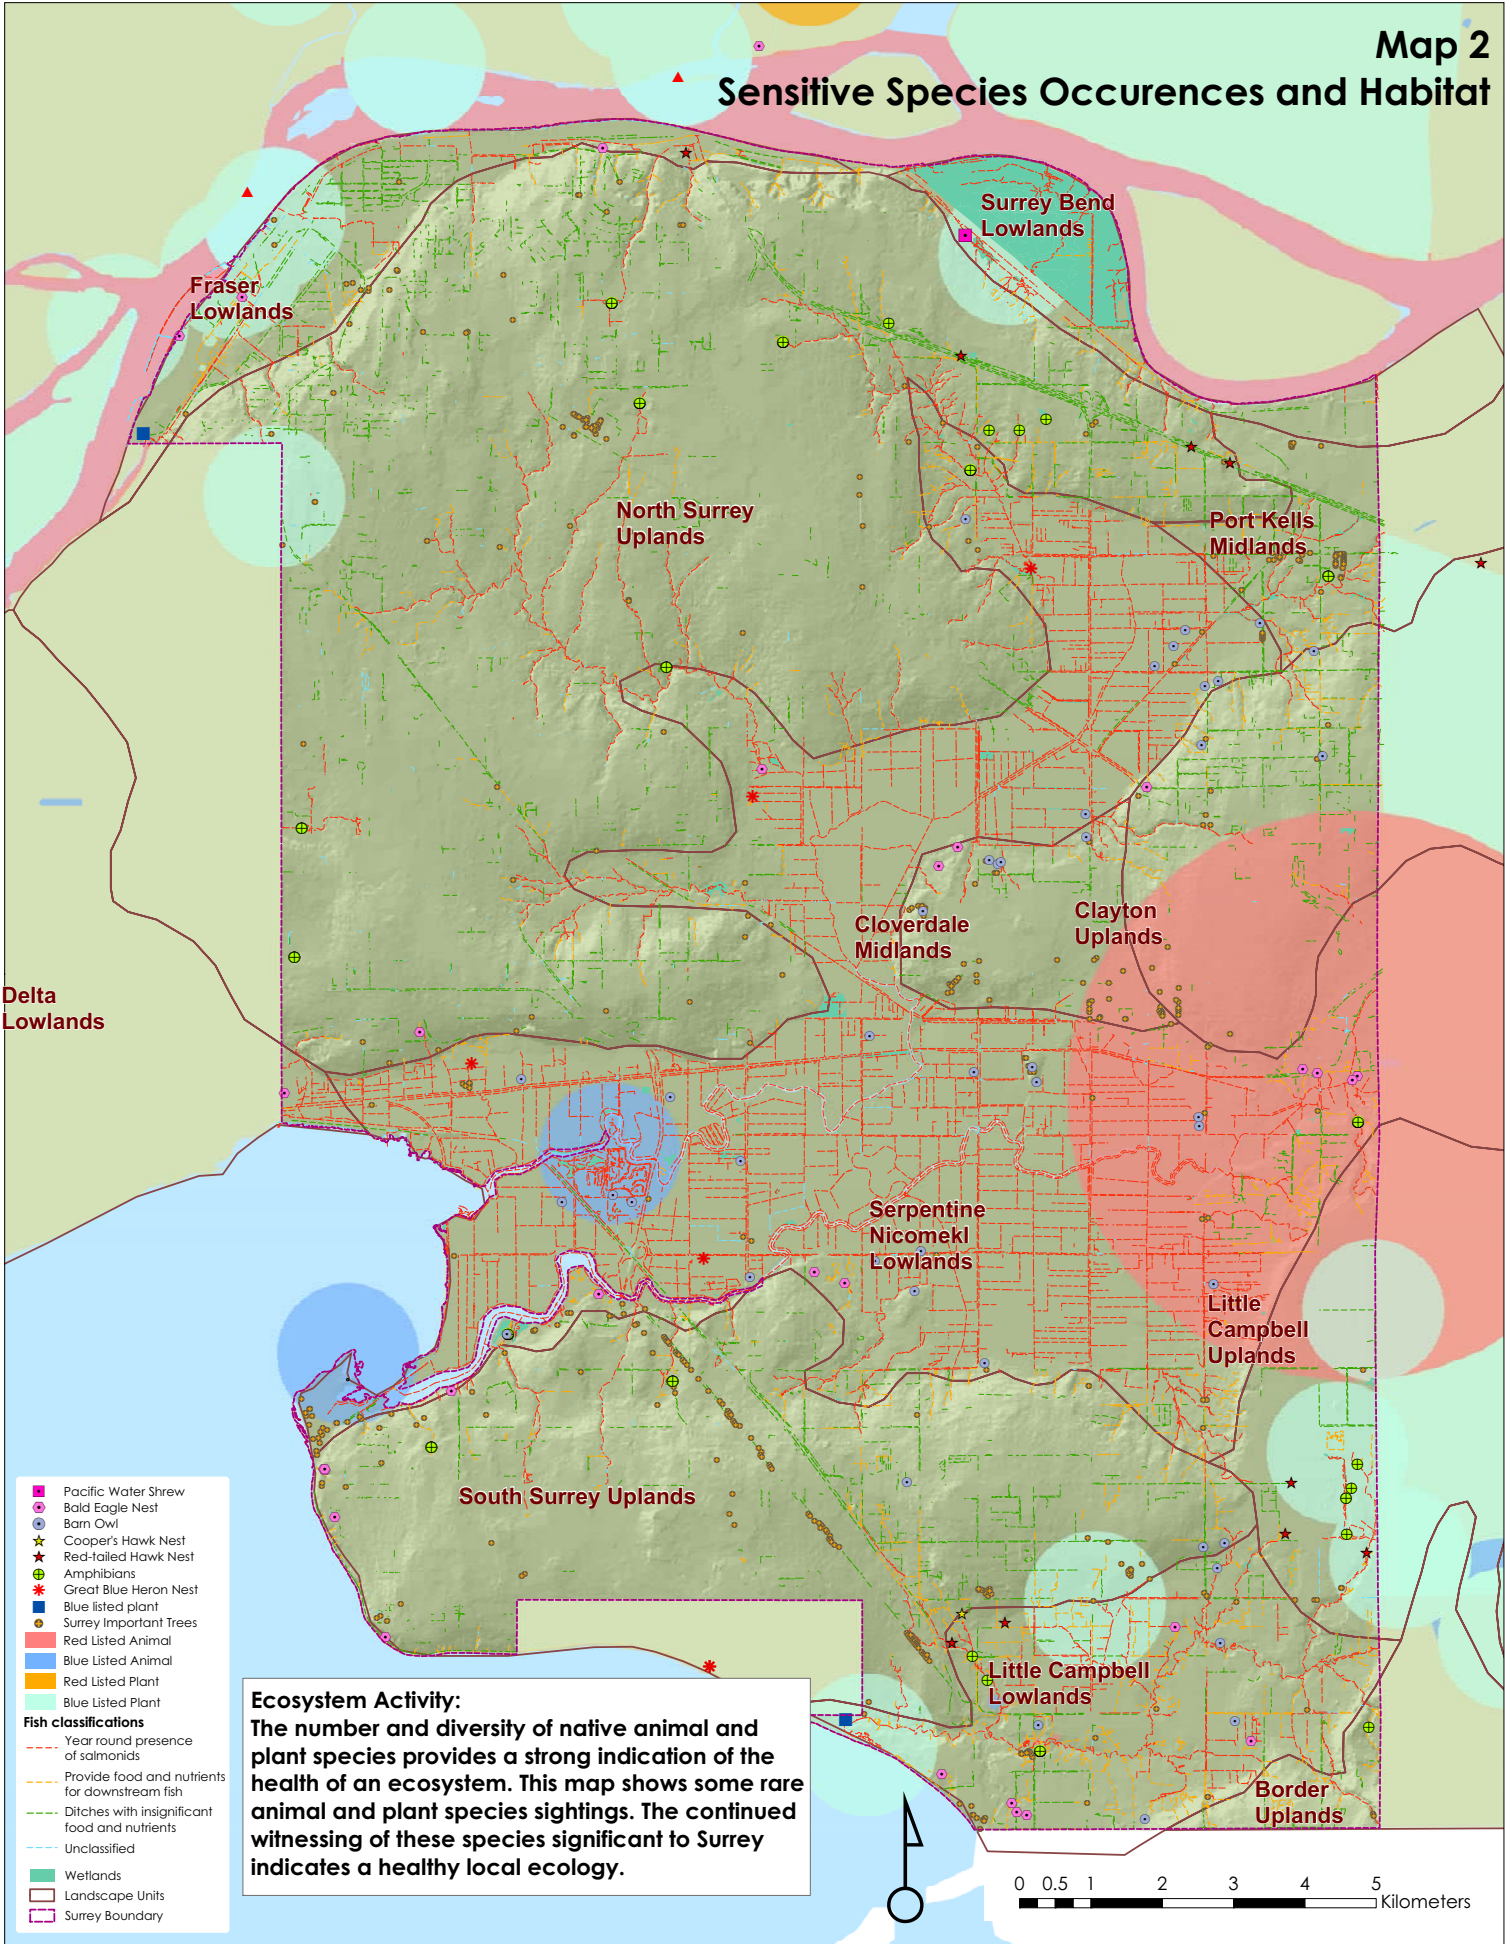 Map 2
Sensitive Species Occurences and Habitat
Surrey Bend
Lowlands
Fraser
Lowlands
North Surrey
Uplands
Port Kells
Midlands
Cloverdale
Midlands
Clayton
Uplands
Delta
Lowlands
Serpentine
Nicomekl
Lowlands
Little
Campbell
Uplands
South Surrey Uplands
Little Campbell
Lowlands
Border
Uplands
Pacific Water Shrew
Bald Eagle Nest
Barn Owl
Cooper's Hawk Nest
Red-tailed Hawk Nest
Amphibians
Great Blue Heron Nest
Blue listed plant
Surrey Important Trees
Red Listed Animal
Blue Listed Animal
Red Listed Plant
Blue Listed Plant
Fish classifications
Year round presence
of salmonids
Provide food and nutrients
for downstream fish
Ditches with insignificant
food and nutrients
Unclassified
Wetlands
Landscape Units
Surrey Boundary
Ecosystem Activity:
The number and diversity of native animal and
plant species provides a strong indication of the
health of an ecosystem. This map shows some rare
animal and plant species sightings. The continued
witnessing of these species significant to Surrey
indicates a healthy local ecology.
0 0.5 1 2 3 4 5
Kilometers